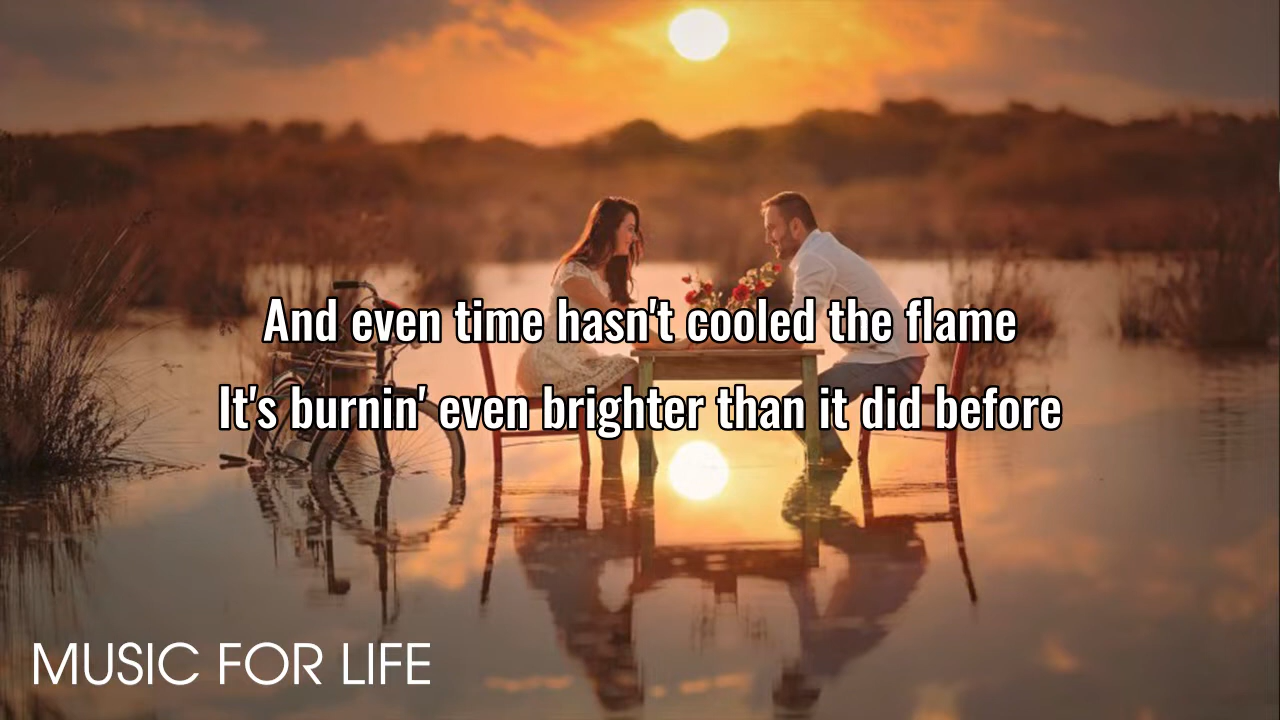 And even time hasn't cooled the flame
It's burnin' even brighter than it did before
MUSIC FOR LIFE